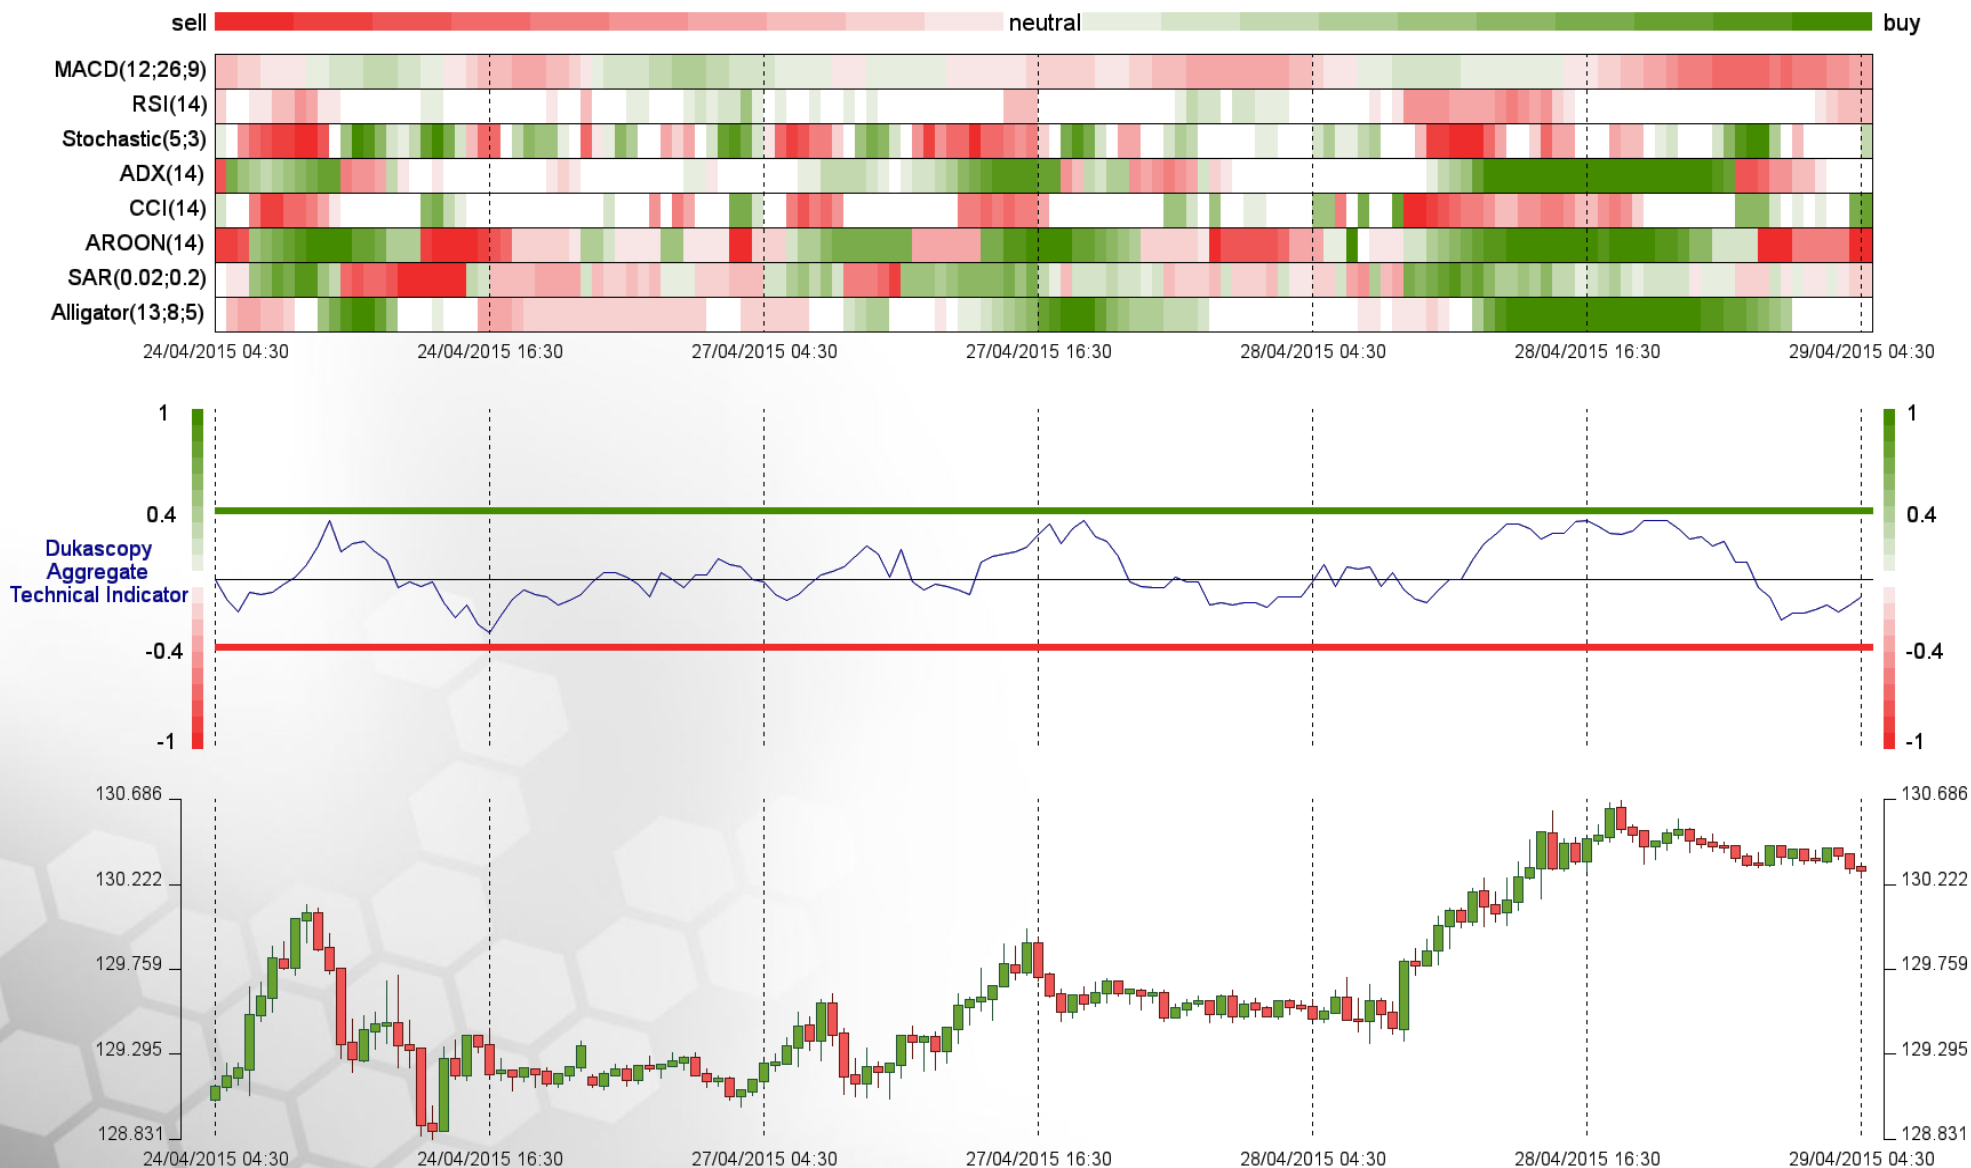 sell neutral buy
MACD(12;26;9)
RSI(14)
Stochastic(5;3)
ADX(14)
CCI(14)
AROON(14)
SAR(0.02;0.2)
Alligator(13;8;5)
24/04/2015 04:30 24/04/2015 16:30 27/04/2015 04:30 27/04/2015 16:30 28/04/2015 04:30 28/04/2015 16:30 29/04/2015 04:30
1 1
0.4 0.4
Dukascopy
Aggregate
Technical Indicator
-0.4 -0.4
-1 -1
130.686 130.686
130.222 130.222
129.759 129.759
129.295 129.295
128.831 128.831
24/04/2015 04:30 24/04/2015 16:30 27/04/2015 04:30 27/04/2015 16:30 28/04/2015 04:30 28/04/2015 16:30 29/04/2015 04:30